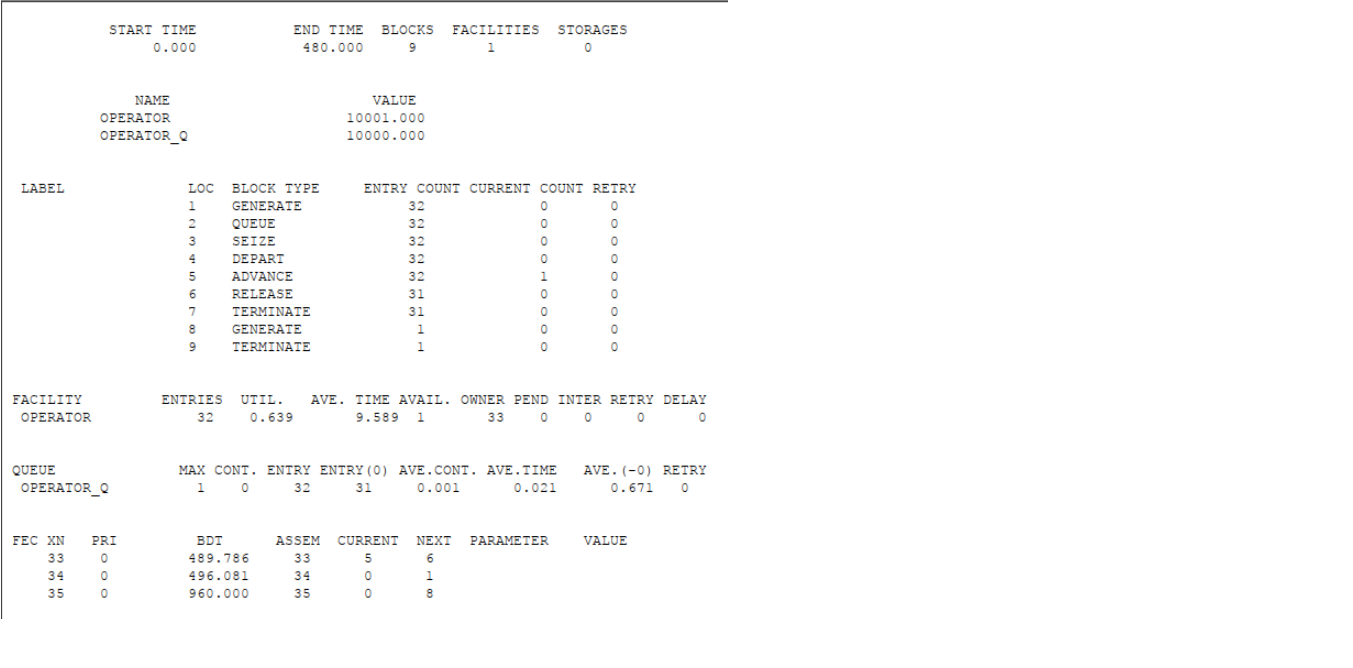 START TIME END TIME BLOCKS FACILITIES STORAGES
0.000 480.000 9 1 0
NAME VALUE
OPERATOR 10001.000
OPERATOR_Q 10000.000
LABEL LOC BLOCK TYPE ENTRY COUNT CURRENT COUNT RETRY
1 GENERATE 32 0 0
2 QUEUE 32 0 0
3 SEIZE 32 0 0
4 DEPART 32 0 0
5 ADVANCE 32 1 0
6 RELEASE 31 0 0
7 TERMINATE 31 0 0
8 GENERATE 1 0 0
9 TERMINATE 1 0 0
FACILITY ENTRIES UTIL. AVE. TIME AVAIL. OWNER PEND INTER RETRY DELAY
OPERATOR 32 0.639 9.589 1 33 0 0 0 0
QUEUE MAX CONT. ENTRY ENTRY(0) AVE.CONT. AVE.TIME AVE.(-0) RETRY
OPERATOR_Q 1 0 32 31 0.001 0.021 0.671 0
FEC XN PRI BDT ASSEM CURRENT NEXT PARAMETER VALUE
33 0 489.786 33 5 6
34 0 496.081 34 0 1
35 0 960.000 35 0 8